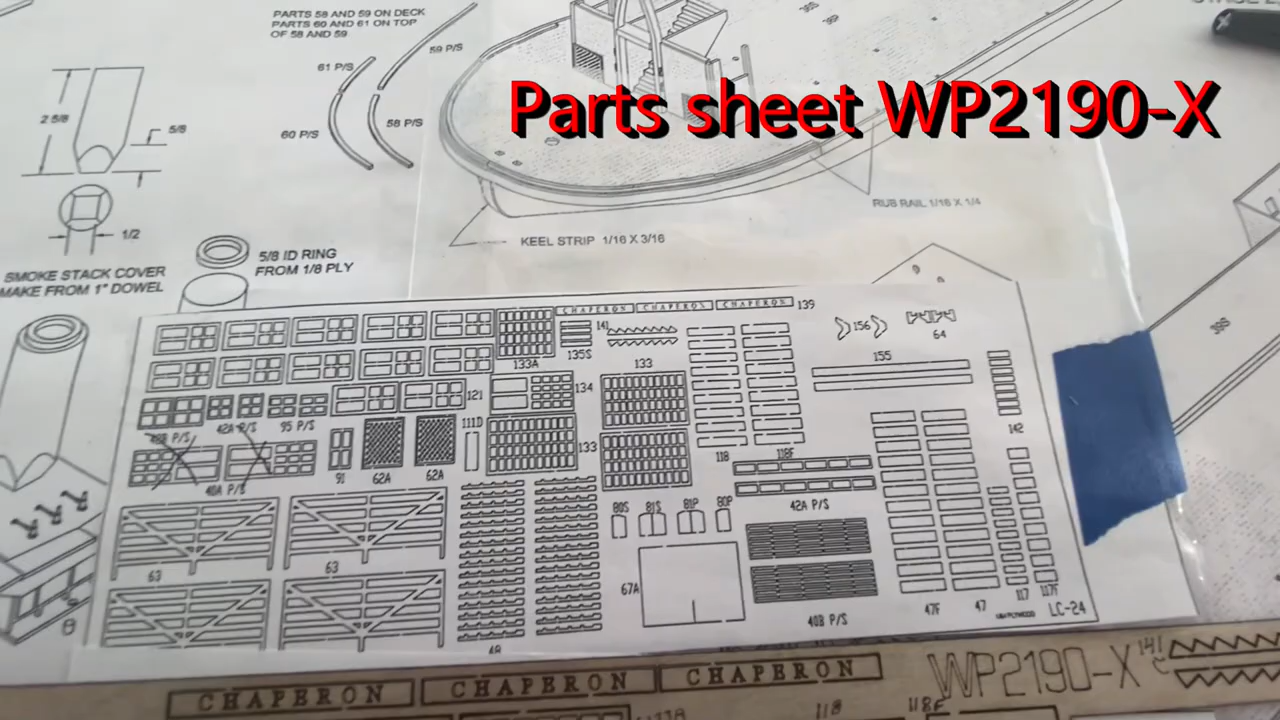 PARTS 58 AND 59 ON DECK
PARTS 60 AND 61 ON TOP
OF 58 AND 59
59 P/S
61 P/S
58 P/S
60 P/S
2 5/8
5/8
1/2
SMOKE STACK COVER
MAKE FROM 1" DOWEL
5/8 ID RING
FROM 1/8 PLY
Parts sheet WP2190-X
RUB RAIL 1/16 X 1/4
KEEL STRIP 1/16 X 3/16
CHAPERON CHAPERON CHAPERON 139
141
135S
133A
133
156
64
155
134
121
42A P/S
95 P/S
111D
133
118
118F
142
40A P/S
91
62A
62A
80S
81S
81P
80P
42A P/S
63
63
67A
40B P/S
47F
47
117
117F
LC-24
48
CHAPERON CHAPERON CHAPERON
WP2190-X
141
118
118
118F